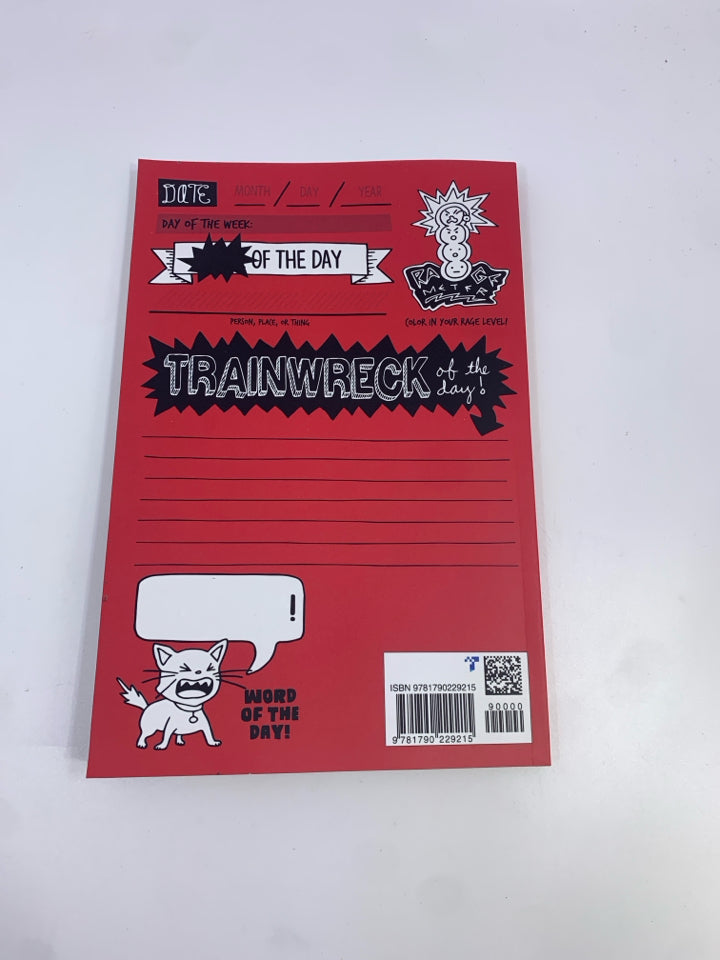 DATE MONTH / DAY / YEAR
DAY OF THE WEEK:
OF THE DAY
RAGE
METER
PERSON, PLACE, OR THING
COLOR IN YOUR RAGE LEVEL!
TRAINWRECK of the
day!
!
WORD
OF THE
DAY!
ISBN 9781790229215
90000
9 781790 229215